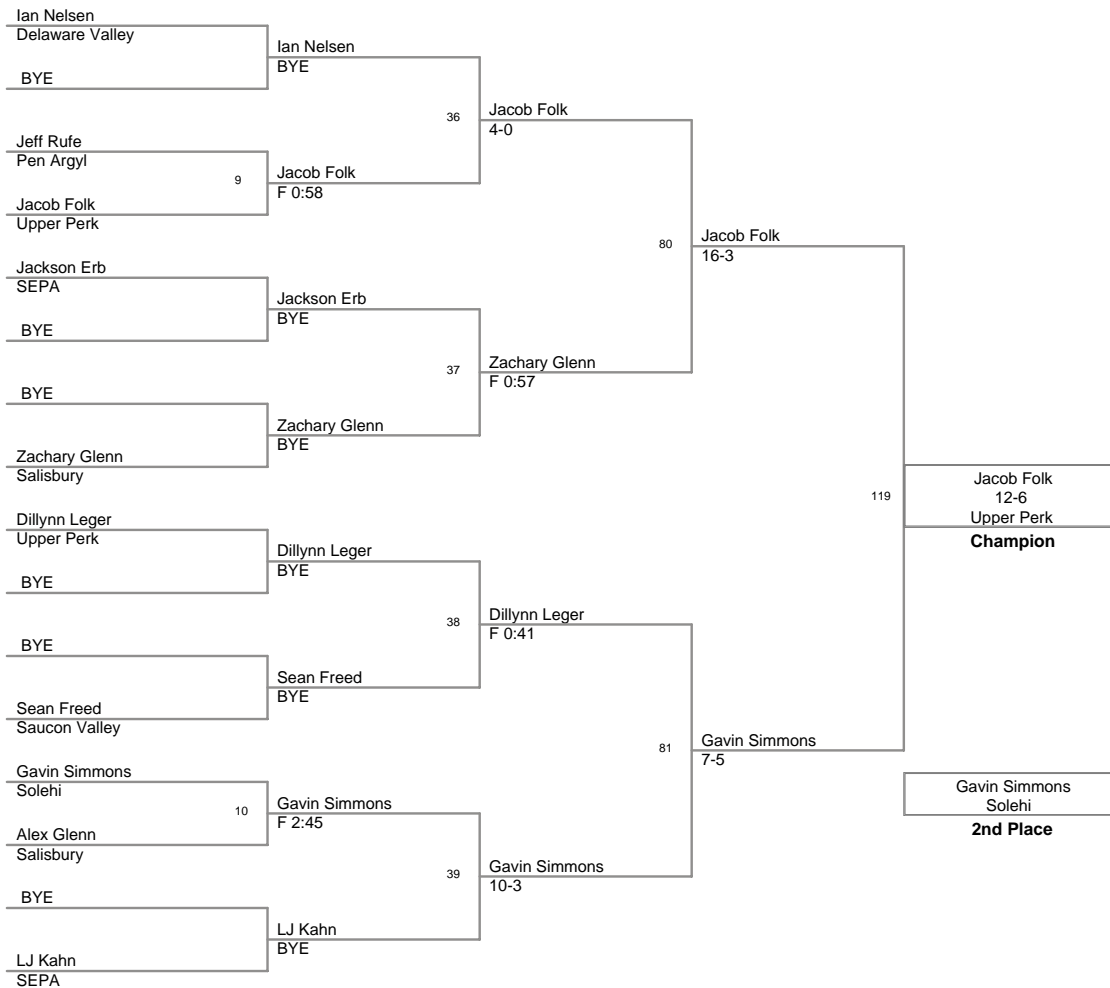 Ian Nelsen
Delaware Valley
BYE
Jeff Rufe
Pen Argyl
9
Jacob Folk
Upper Perk
Jackson Erb
SEPA
BYE
BYE
Zachary Glenn
Salisbury
Dillynn Leger
Upper Perk
BYE
BYE
Sean Freed
Saucon Valley
Gavin Simmons
Solehi
10
Alex Glenn
Salisbury
BYE
LJ Kahn
SEPA
Ian Nelsen
BYE
36
Jacob Folk
F 0:58
Jackson Erb
BYE
37
Zachary Glenn
BYE
Dillynn Leger
BYE
38
Sean Freed
BYE
Gavin Simmons
F 2:45
39
LJ Kahn
BYE
Jacob Folk
4-0
80
Zachary Glenn
F 0:57
Dillynn Leger
F 0:41
81
Gavin Simmons
10-3
Jacob Folk
16-3
119
Gavin Simmons
7-5
Jacob Folk
12-6
Upper Perk
Champion
Gavin Simmons
Solehi
2nd Place